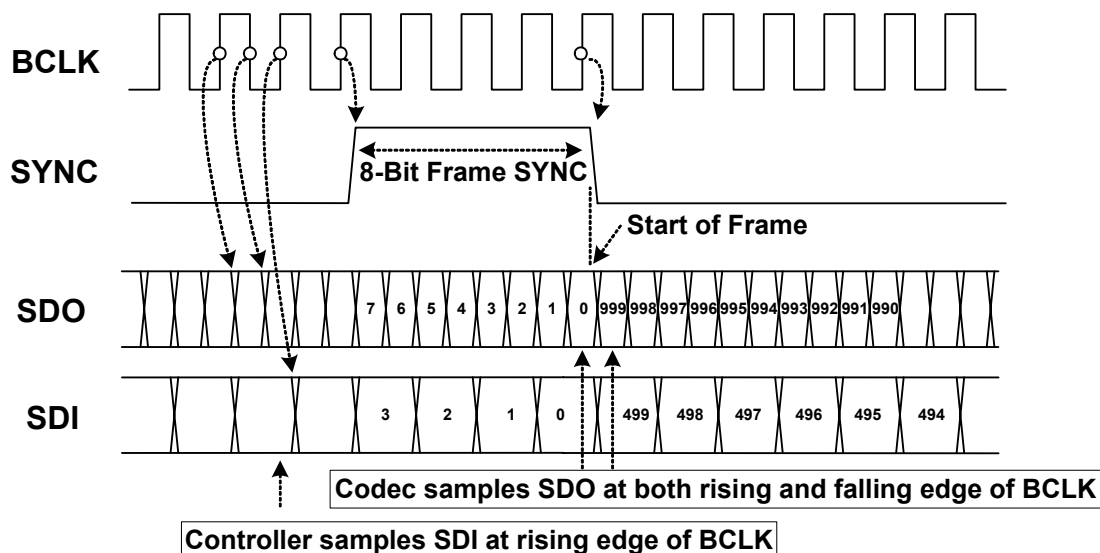 BCLK
SYNC
8-Bit Frame SYNC
Start of Frame
SDO
7 6 5 4 3 2 1 0 999 998 997 996 995 994 993 992 991 990
SDI
3 2 1 0 499 498 497 496 495 494
Codec samples SDO at both rising and falling edge of BCLK
Controller samples SDI at rising edge of BCLK